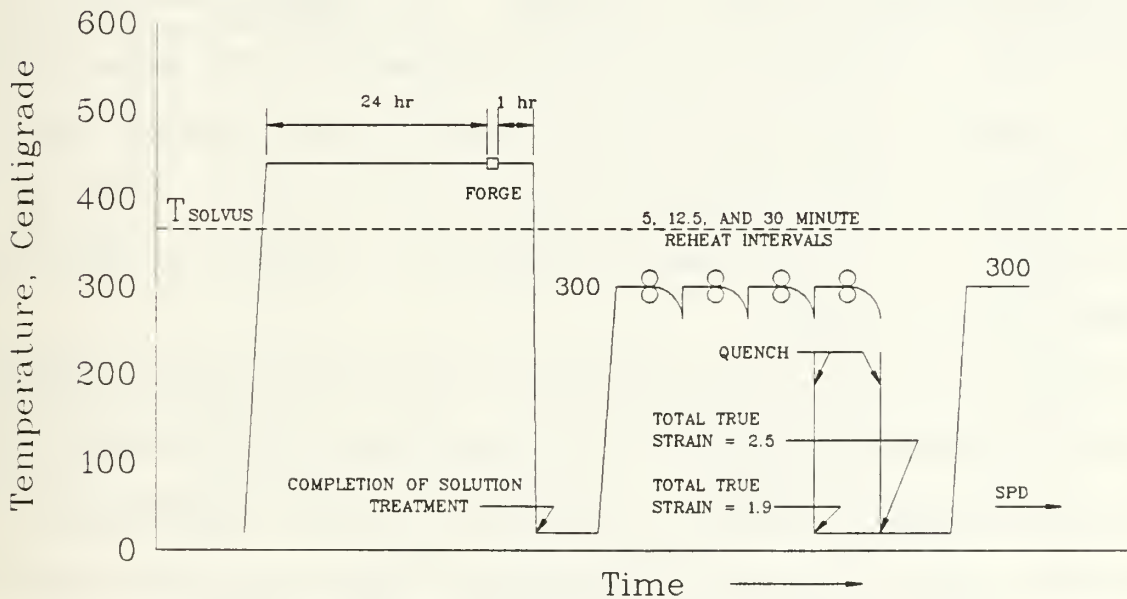 Temperature, Centigrade
600
500
400
300
200
100
0
24 hr
1 hr
FORGE
TSOLVUS
5, 12.5, AND 30 MINUTE
REHEAT INTERVALS
300
300
QUENCH
TOTAL TRUE
STRAIN = 2.5
COMPLETION OF SOLUTION
TREATMENT
TOTAL TRUE
STRAIN = 1.9
SPD
Time